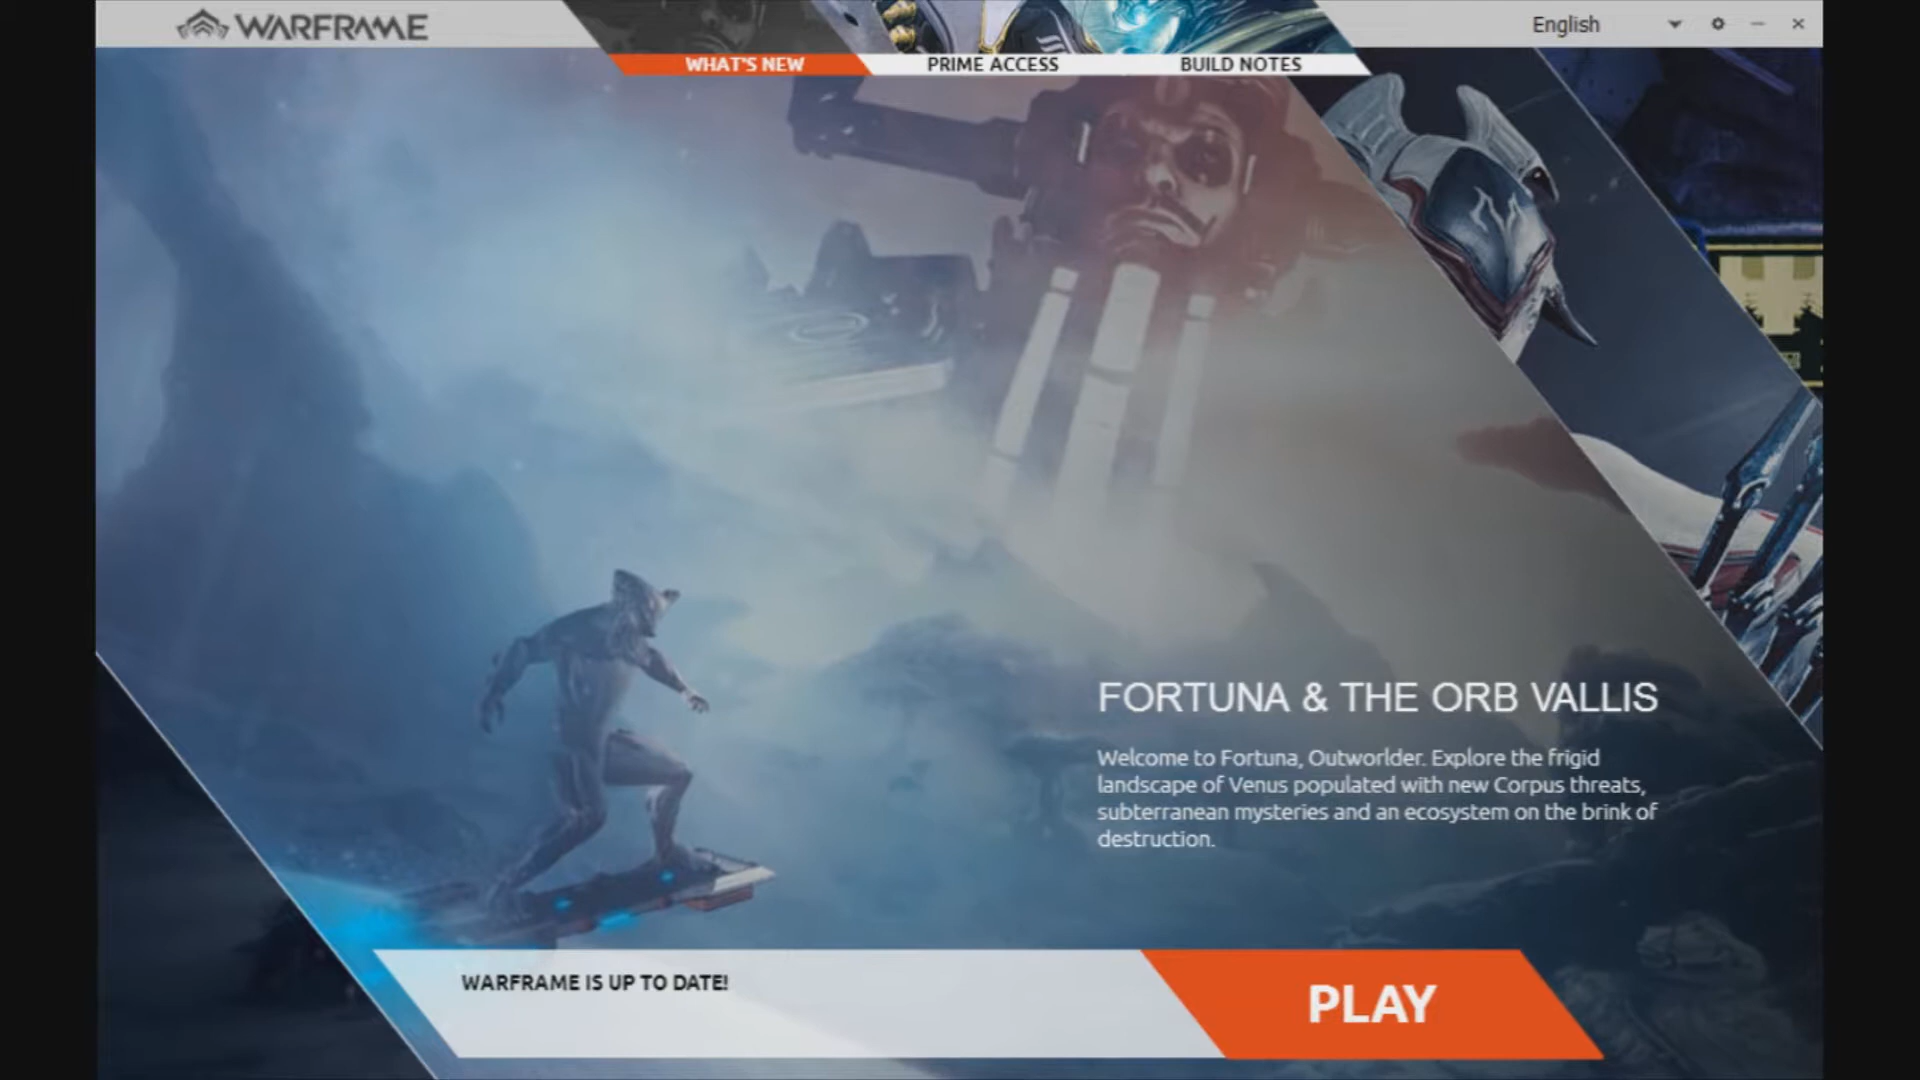 WARFRAME
English
WHAT'S NEW
PRIME ACCESS
BUILD NOTES
FORTUNA & THE ORB VALLIS
Welcome to Fortuna, Outworlder. Explore the frigid
landscape of Venus populated with new Corpus threats,
subterranean mysteries and an ecosystem on the brink of
destruction.
WARFRAME IS UP TO DATE!
PLAY